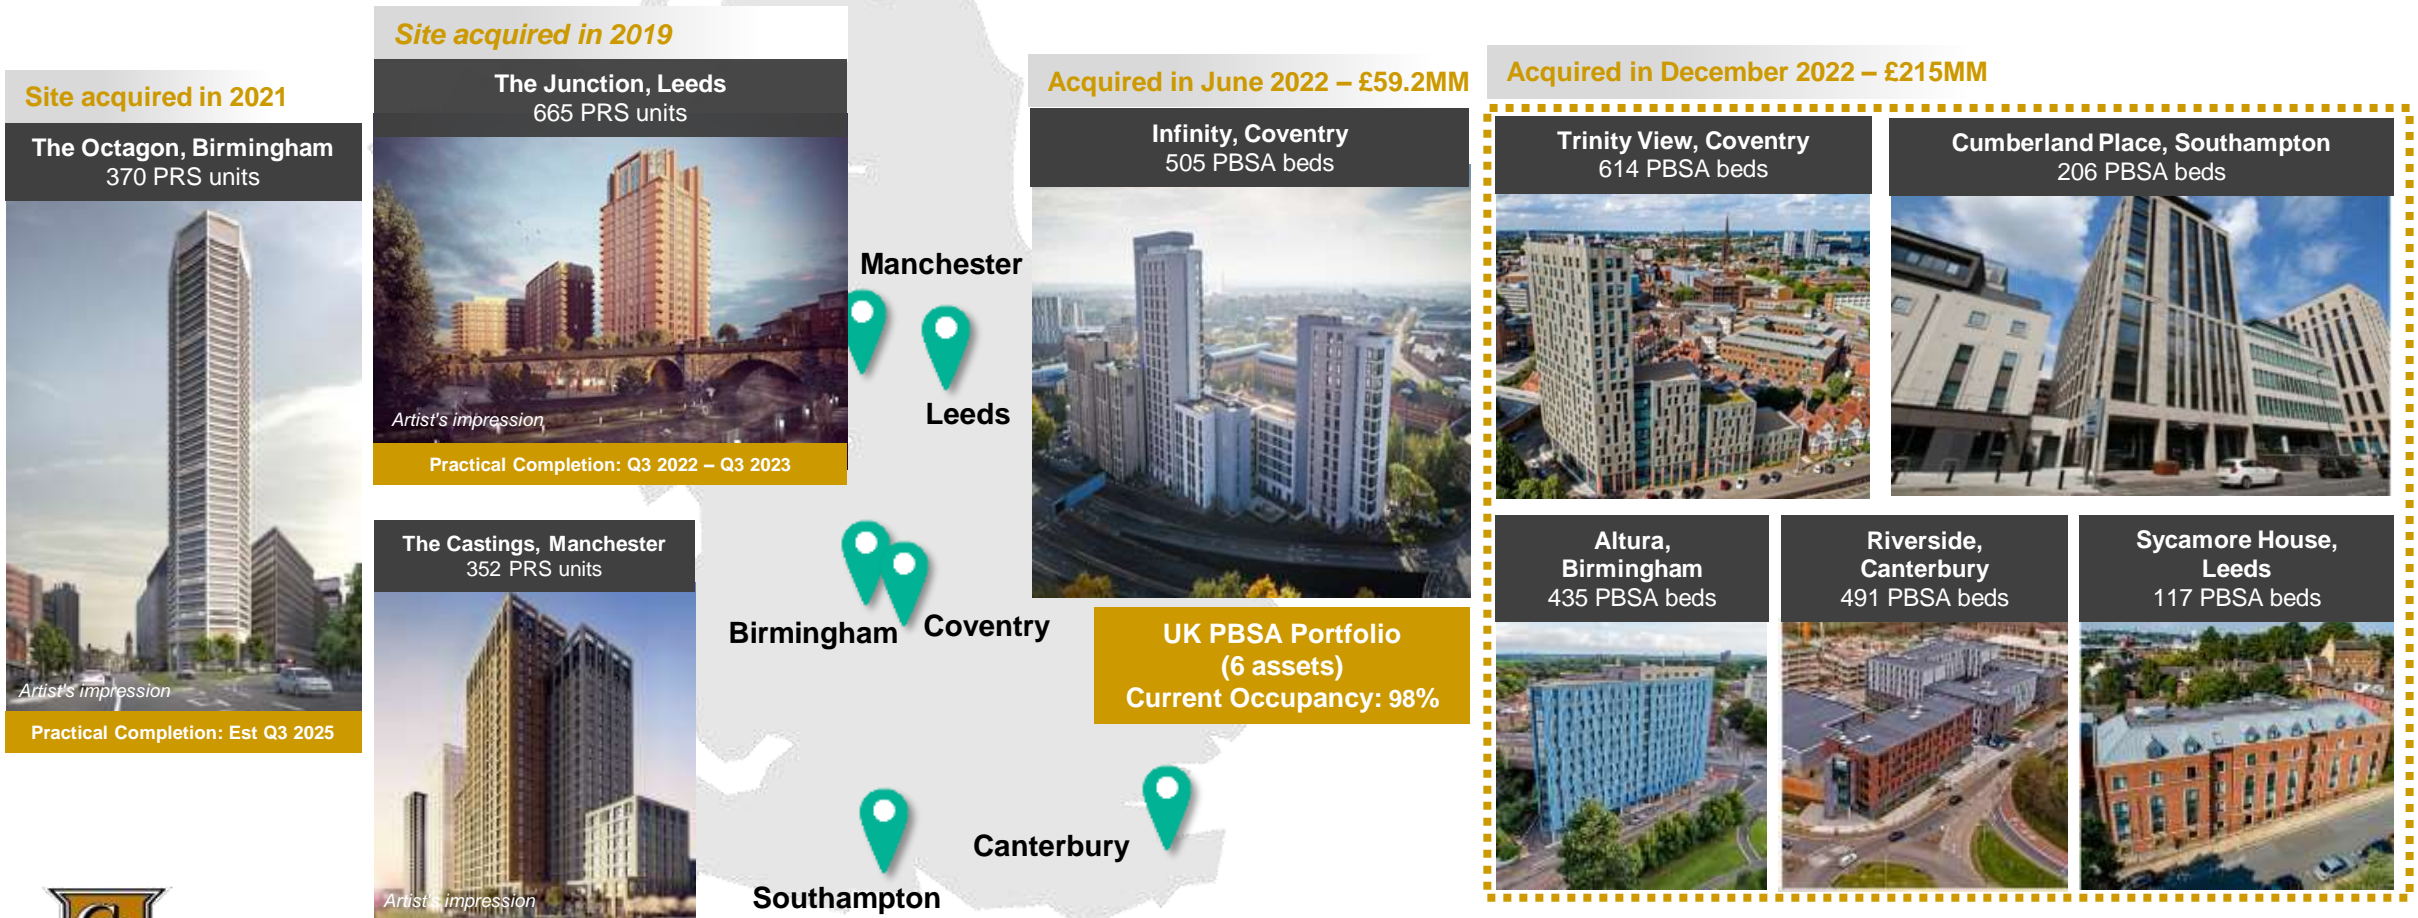 Site acquired in 2021
The Octagon, Birmingham
370 PRS units
Artist's impression
Practical Completion: Est Q3 2025
Site acquired in 2019
The Junction, Leeds
665 PRS units
Artist's impression
Practical Completion: Q3 2022 – Q3 2023
The Castings, Manchester
352 PRS units
Artist's impression
Manchester
Leeds
Birmingham
Coventry
Canterbury
Southampton
Acquired in June 2022 – £59.2MM
Infinity, Coventry
505 PBSA beds
UK PBSA Portfolio
(6 assets)
Current Occupancy: 98%
Acquired in December 2022 – £215MM
Trinity View, Coventry
614 PBSA beds
Cumberland Place, Southampton
206 PBSA beds
Altura,
Birmingham
435 PBSA beds
Riverside,
Canterbury
491 PBSA beds
Sycamore House,
Leeds
117 PBSA beds